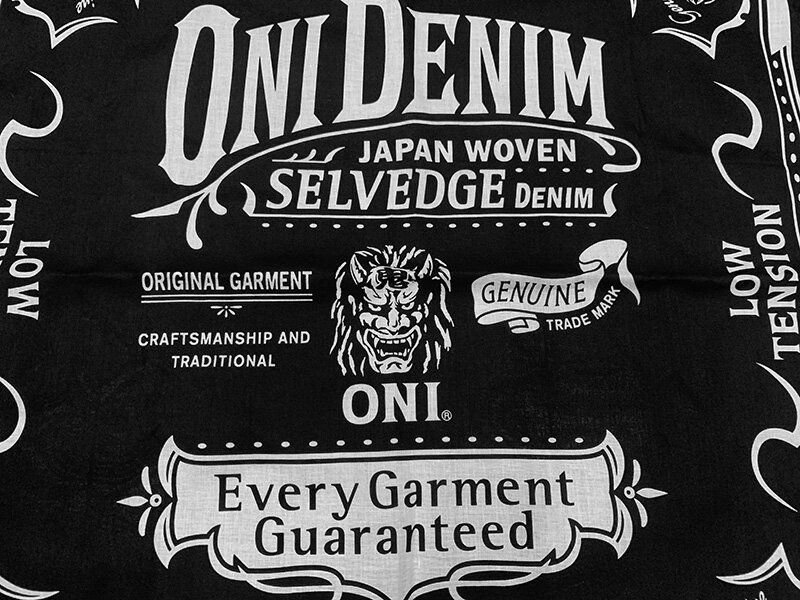 ONI DENIM
JAPAN WOVEN
SELVEDGE DENIM
ORIGINAL GARMENT
CRAFTSMANSHIP AND
TRADITIONAL
鬼
GENUINE
TRADE MARK
ONI®
Every Garment
Guaranteed
LOW
LOW
TENSION